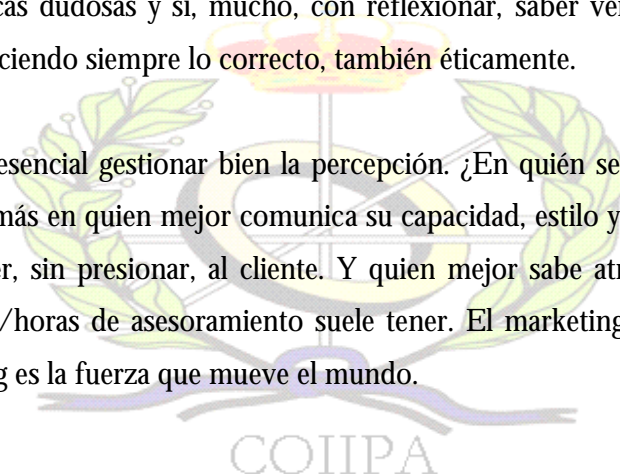 cas dudosas y sí, mucho, con reflexionar, saber ver
ciendo siempre lo correcto, también éticamente.
esencial gestionar bien la percepción. ¿En quién se
más en quien mejor comunica su capacidad, estilo y
er, sin presionar, al cliente. Y quien mejor sabe atr
/horas de asesoramiento suele tener. El marketing
g es la fuerza que mueve el mundo.
COIIPA